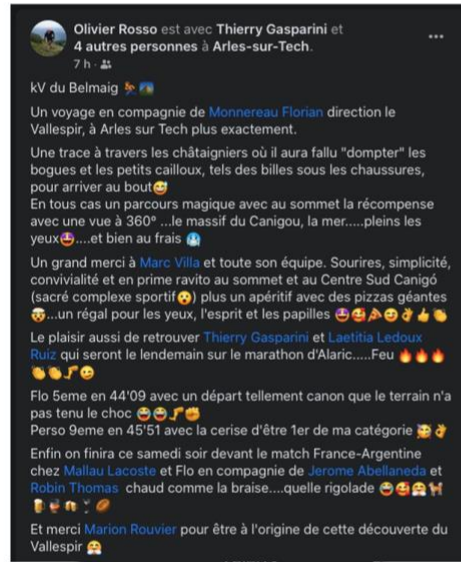 Olivier Rosso est avec Thierry Gasparini et
4 autres personnes à Arles-sur-Tech.
7 h ·
kV du Belmaig
Un voyage en compagnie de Monnereau Florian direction le
Vallespir, à Arles sur Tech plus exactement.
Une trace à travers les châtaigniers où il aura fallu "dompter" les
bogues et les petits cailloux, tels des billes sous les chaussures,
pour arriver au bout😅
En tous cas un parcours magique avec au sommet la récompense
avec une vue à 360° ...le massif du Canigou, la mer.....pleins les
yeux🤩....et bien au frais 🥶
Un grand merci à Marc Villa et toute son équipe. Sourires, simplicité,
convivialité et en prime ravito au sommet et au Centre Sud Canigó
(sacré complexe sportif😮) plus un apéritif avec des pizzas géantes
🤯...un régal pour les yeux, l'esprit et les papilles 🤩🥰🍕😋👌👍👏
Le plaisir aussi de retrouver Thierry Gasparini et Laetitia Ledoux
Ruiz qui seront le lendemain sur le marathon d'Alaric.....Feu 🔥🔥🔥
👏👏🦵😉
Flo 5eme en 44'09 avec un départ tellement canon que le terrain n'a
pas tenu le choc 😂😂🦵✊
Perso 9eme en 45'51 avec la cerise d'être 1er de ma catégorie 🥰👌
Enfin on finira ce samedi soir devant le match France-Argentine
chez Mallau Lacoste et Flo en compagnie de Jerome Abellaneda et
Robin Thomas chaud comme la braise....quelle rigolade
Et merci Marion Rouvier pour être à l'origine de cette découverte du
Vallespir